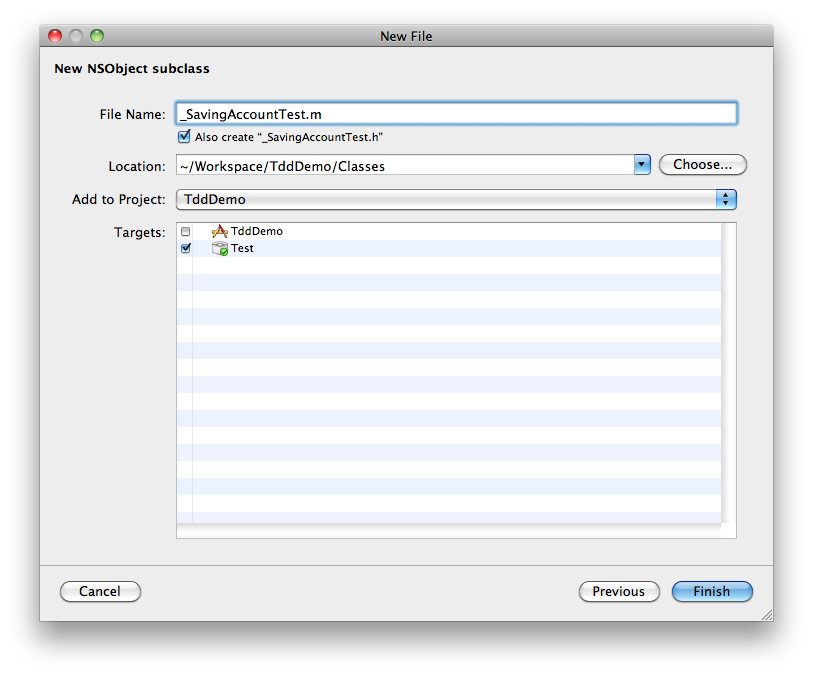 New File
New NSObject subclass
File Name: _SavingAccountTest.m
Also create “_SavingAccountTest.h”
Location: ~/Workspace/TddDemo/Classes Choose...
Add to Project: TddDemo
Targets: TddDemo
Test
Cancel Previous Finish